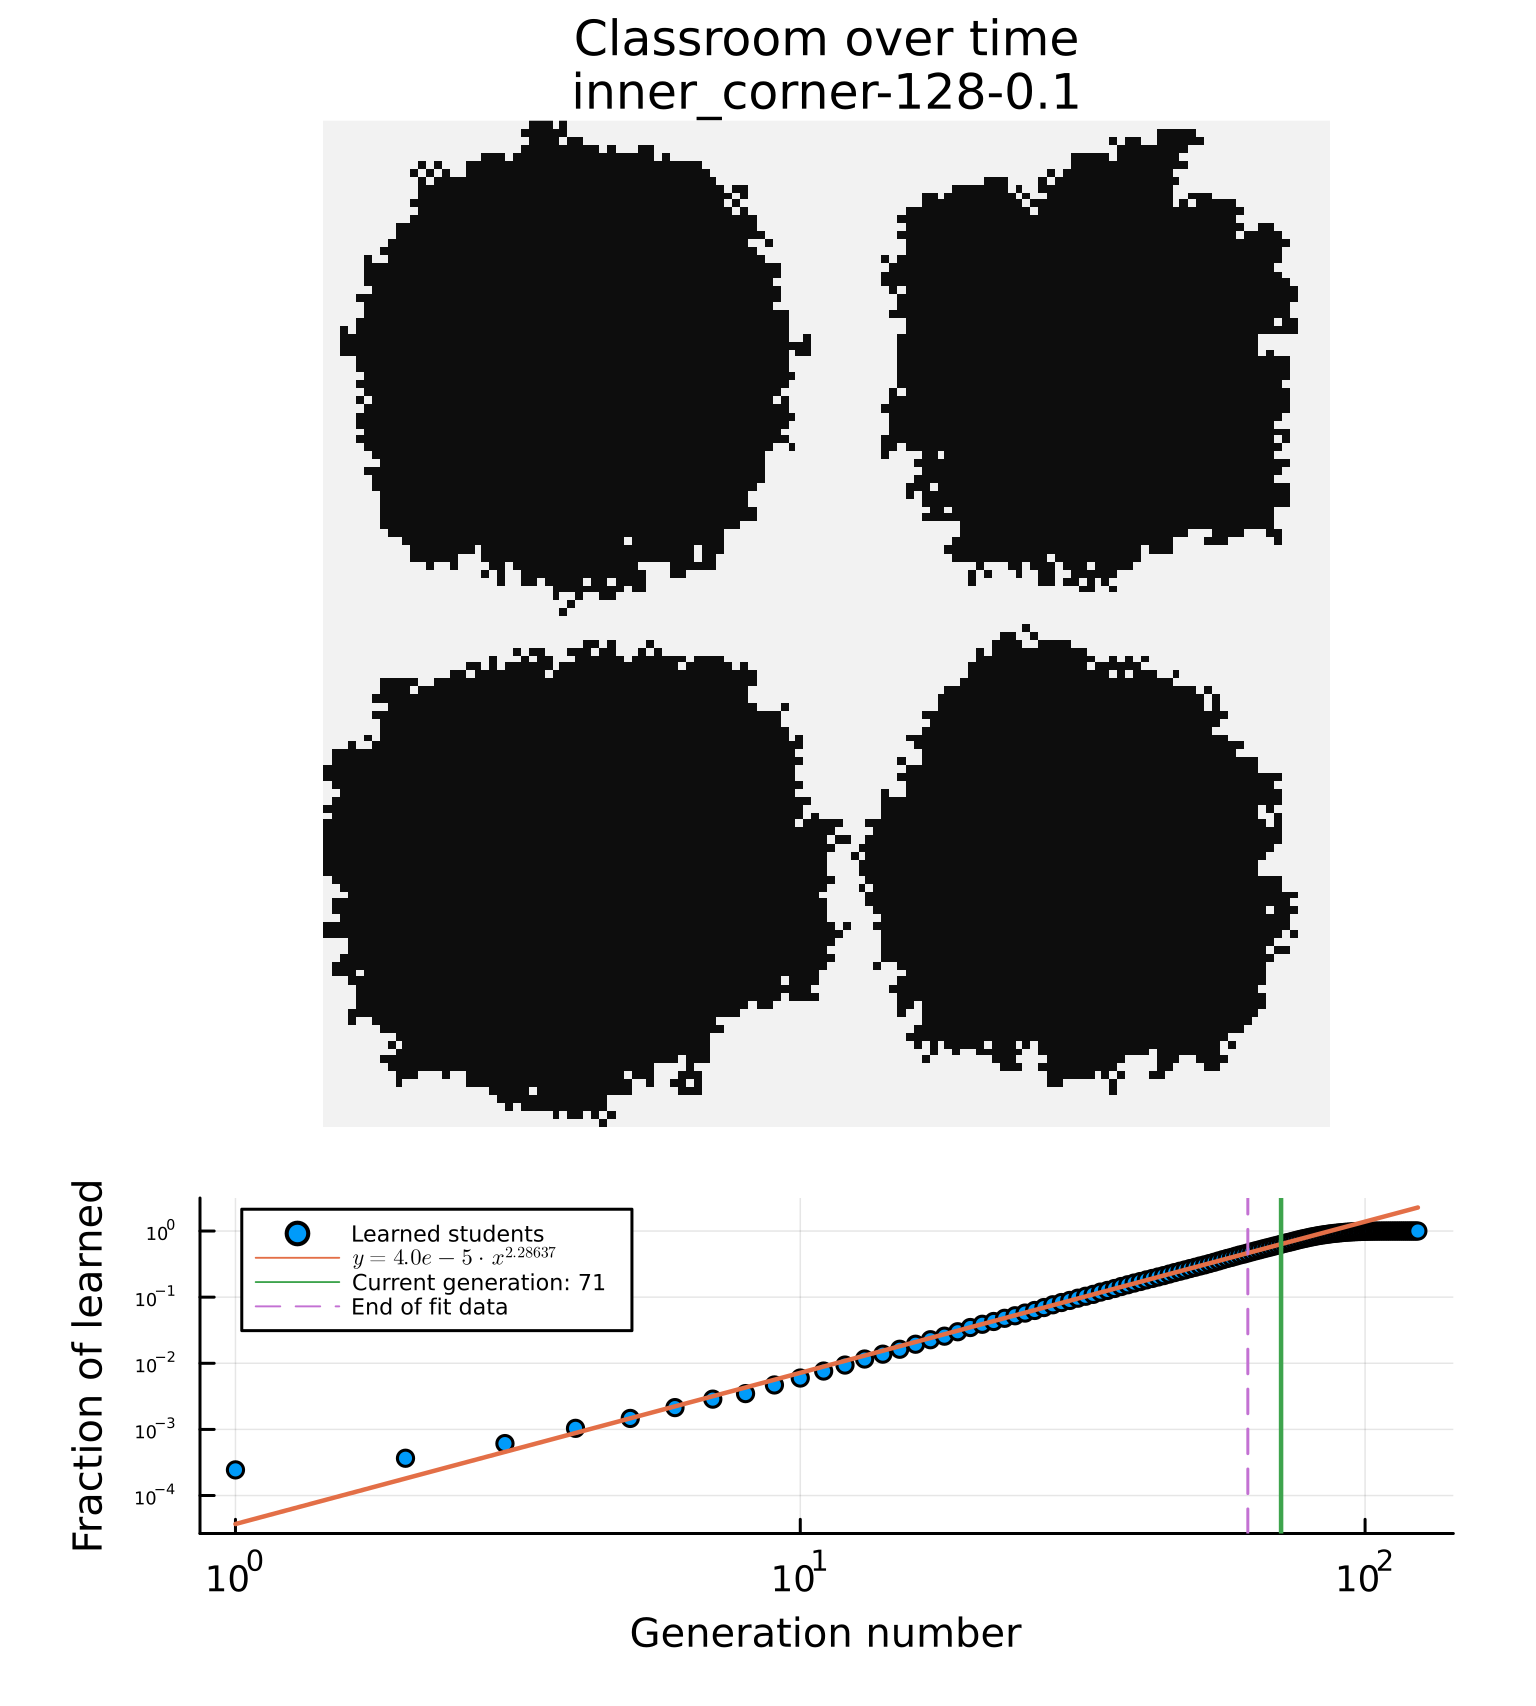 Classroom over time
inner_corner-128-0.1
Fraction of learned
10^0
10^-1
10^-2
10^-3
10^-4
Learned students
y = 4.0e − 5 · x^2.28637
Current generation: 71
End of fit data
10^0 10^1 10^2
Generation number